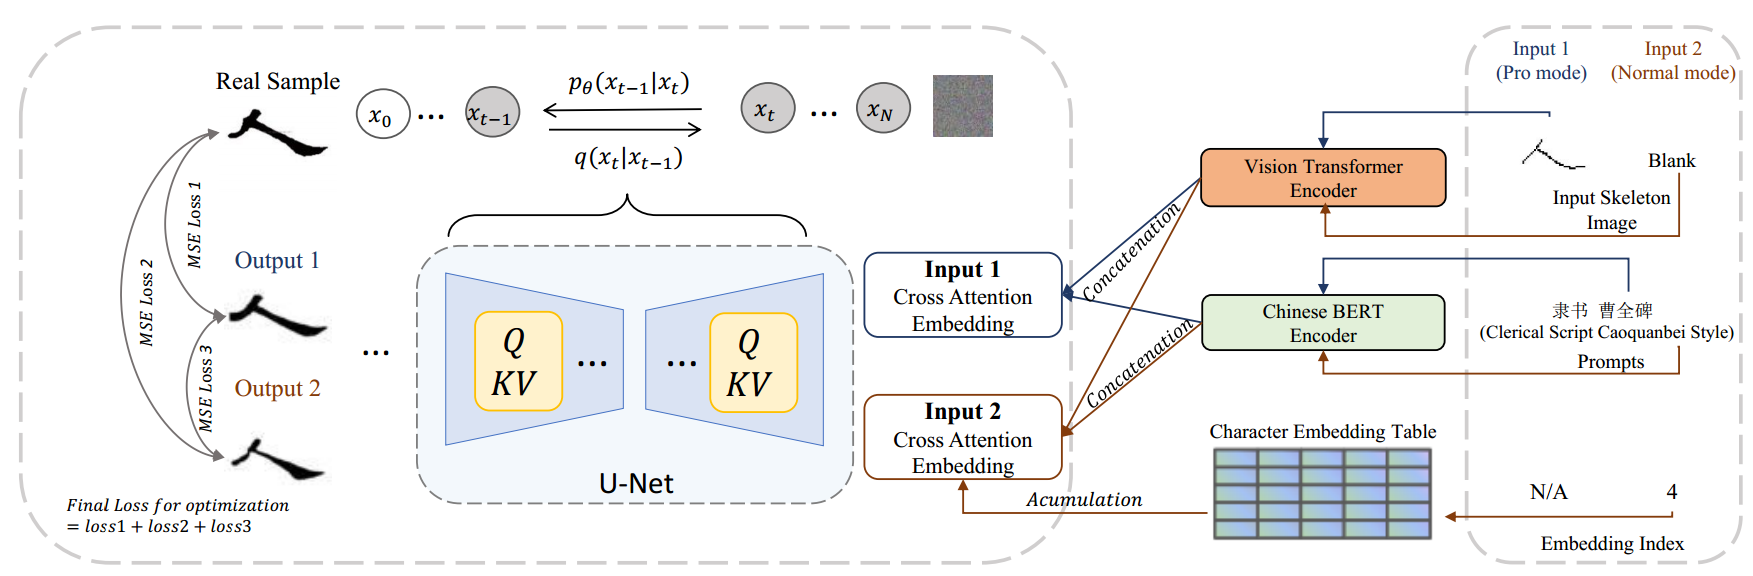 Real Sample
x_0 ... x_{t-1}
p_θ(x_{t-1}|x_t)
q(x_t|x_{t-1})
x_t ... x_N
MSE Loss 1
MSE Loss 2
MSE Loss 3
Output 1
Output 2
Final Loss for optimization
= loss1 + loss2 + loss3
...
Q
KV
...
...
Q
KV
U-Net
Input 1
Cross Attention
Embedding
Input 2
Cross Attention
Embedding
Concatenation
Concatenation
Acumulation
Vision Transformer
Encoder
Chinese BERT
Encoder
Character Embedding Table
Input 1
(Pro mode)
Input 2
(Normal mode)
Blank
Input Skeleton
Image
隶书 曹全碑
(Clerical Script Caoquanbei Style)
Prompts
N/A
4
Embedding Index